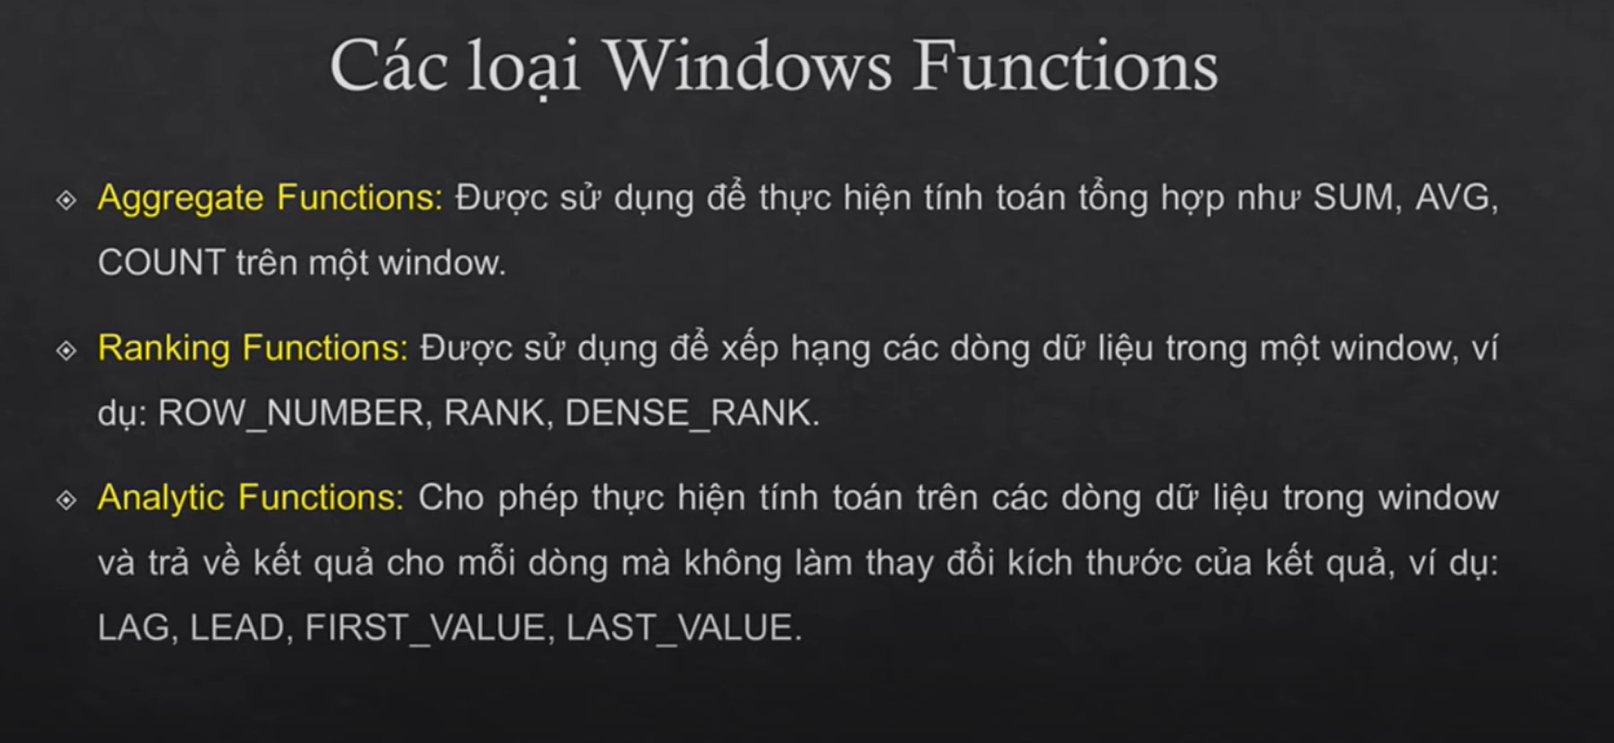 Các loại Windows Functions
Aggregate Functions: Được sử dụng để thực hiện tính toán tổng hợp như SUM, AVG,
COUNT trên một window.
Ranking Functions: Được sử dụng để xếp hạng các dòng dữ liệu trong một window, ví
dụ: ROW_NUMBER, RANK, DENSE_RANK.
Analytic Functions: Cho phép thực hiện tính toán trên các dòng dữ liệu trong window
và trả về kết quả cho mỗi dòng mà không làm thay đổi kích thước của kết quả, ví dụ:
LAG, LEAD, FIRST_VALUE, LAST_VALUE.